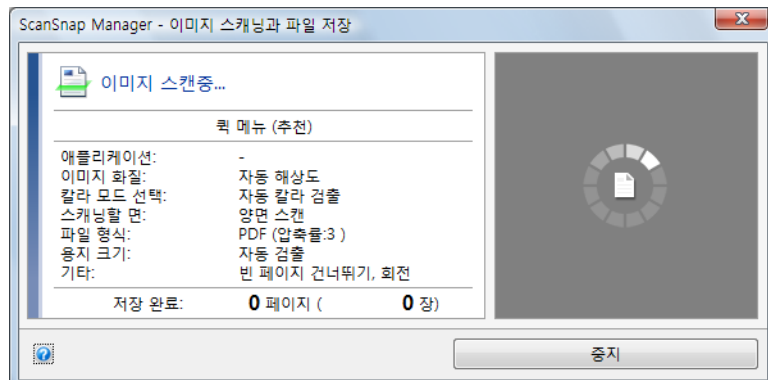 ScanSnap Manager - 이미지 스캐닝과 파일 저장
이미지 스캔중...
퀵 메뉴 (추천)
애플리케이션: -
이미지 화질: 자동 해상도
칼라 모드 선택: 자동 칼라 검출
스캐닝할 면: 양면 스캔
파일 형식: PDF (압축률:3 )
용지 크기: 자동 검출
기타: 빈 페이지 건너뛰기, 회전
저장 완료: 0 페이지 ( 0 장)
중지